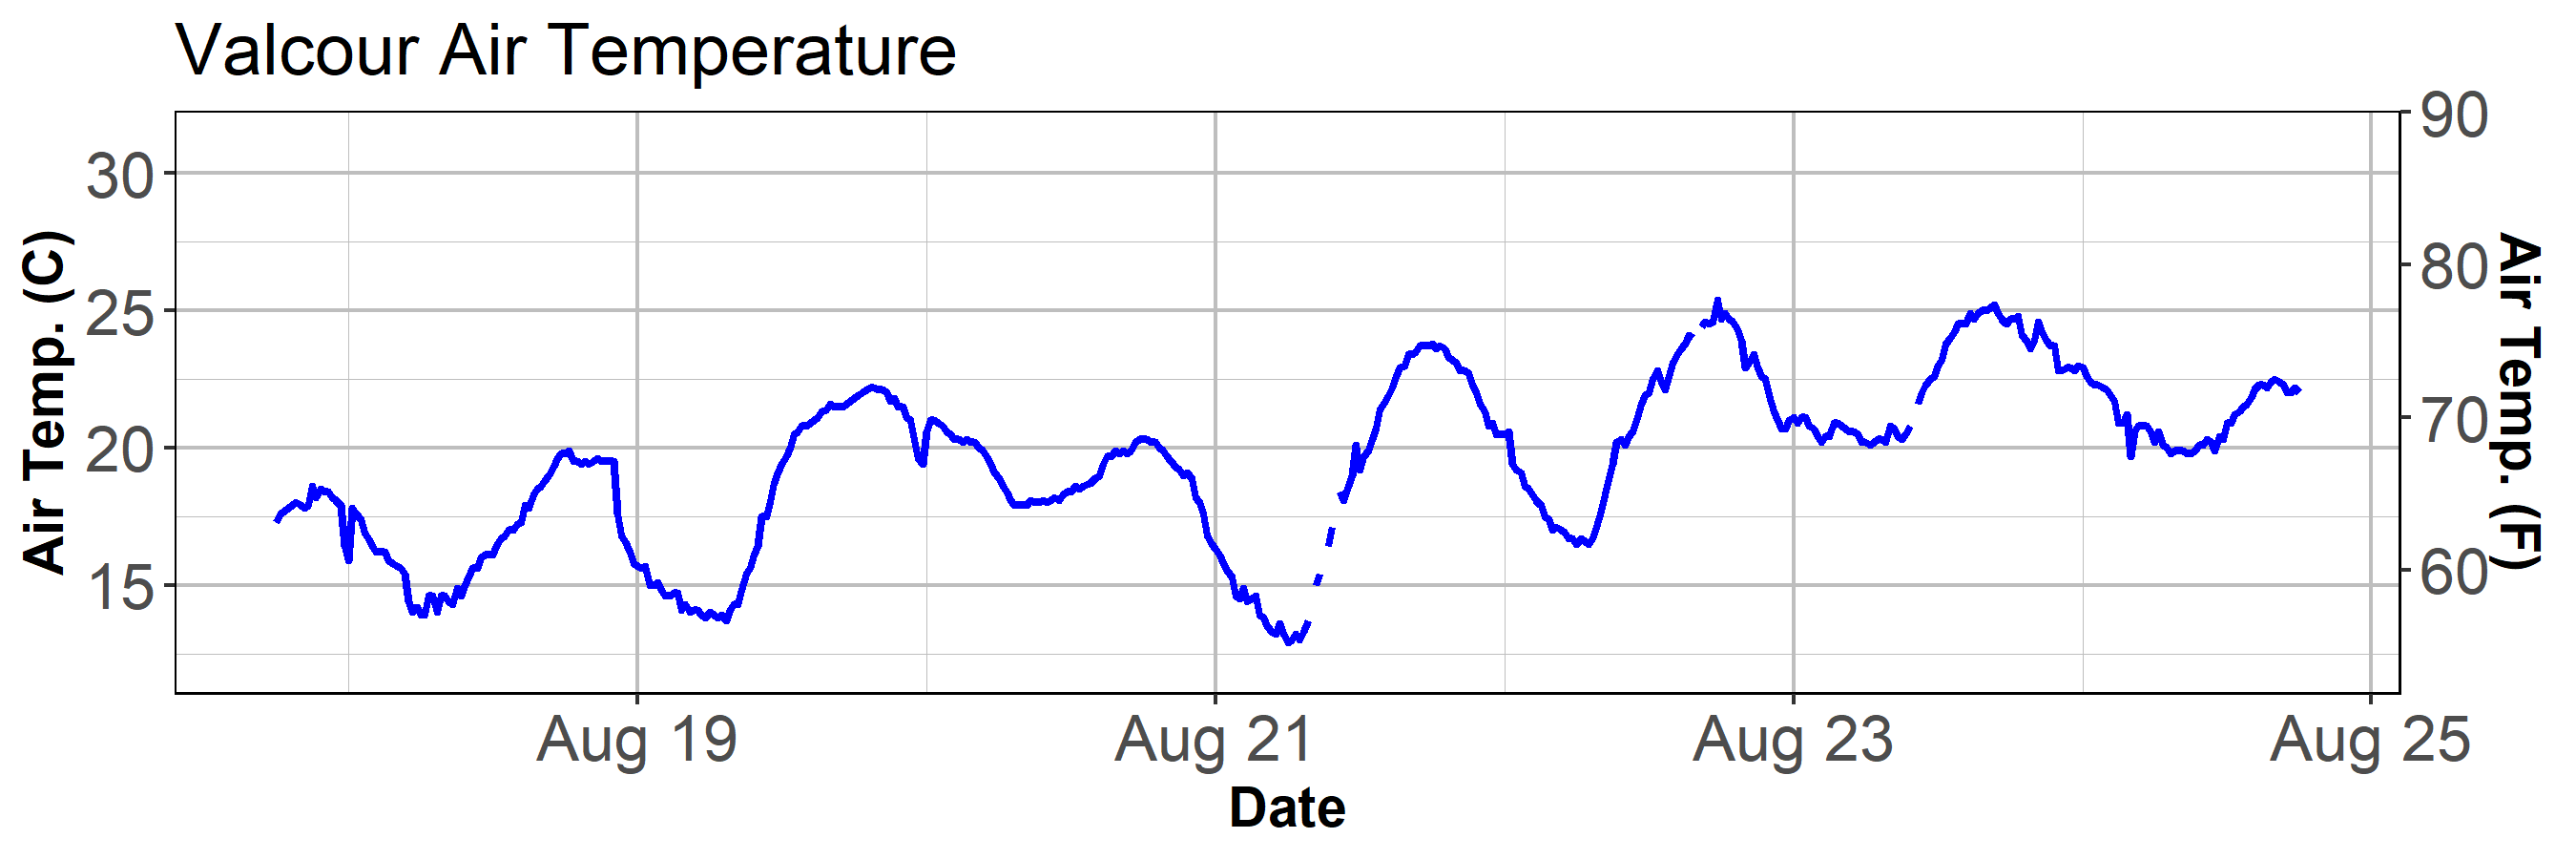 Valcour Air Temperature
Air Temp. (C)
30
25
20
15
90
80
70
60
Air Temp. (F)
Aug 19
Aug 21
Aug 23
Aug 25
Date